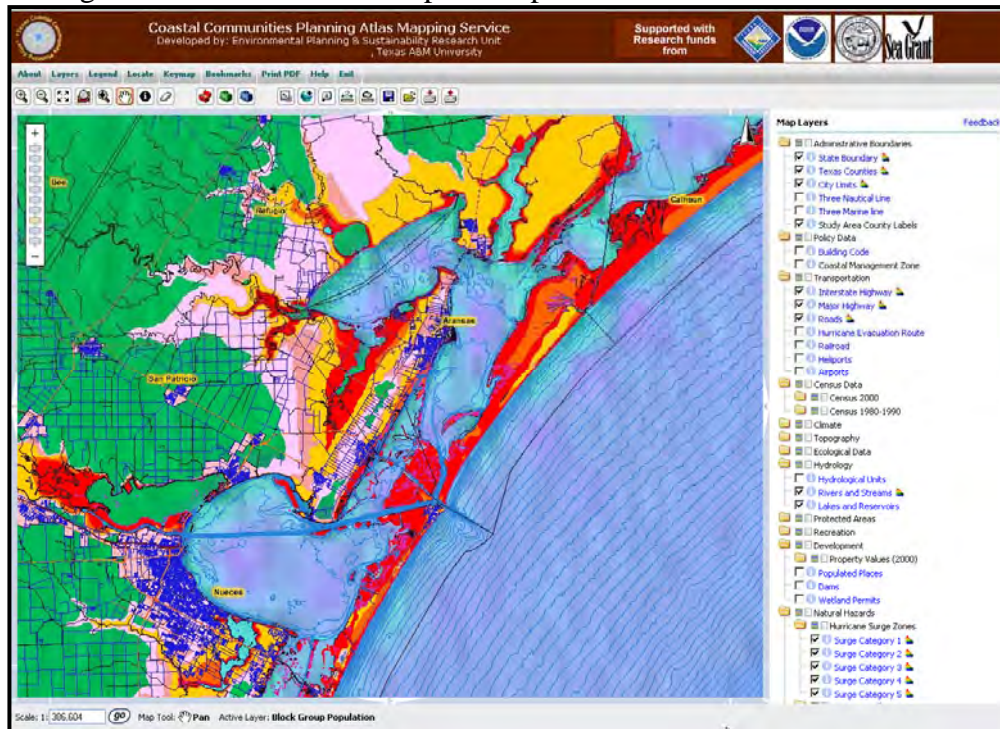 Coastal Communities Planning Atlas Mapping Service
Developed by: Environmental Planning & Sustainability Research Unit
, Texas A&M University
Supported with
Research funds
from
Sea Grant
About Layers Legend Locate Keymap Bookmarks Print PDF Help Exit
Map Layers
Feedback
Administrative Boundaries
State Boundary
Texas Counties
City Limits
Three Nautical Line
Three Marine line
Study Area County Labels
Policy Data
Building Code
Coastal Management Zone
Transportation
Interstate Highway
Major Highway
Roads
Hurricane Evacuation Route
Railroad
Heliports
Airports
Census Data
Census 2000
Census 1980-1990
Climate
Topography
Ecological Data
Hydrology
Hydrological Units
Rivers and Streams
Lakes and Reservoirs
Protected Areas
Recreation
Development
Property Values (2000)
Populated Places
Dams
Wetland Permits
Natural Hazards
Hurricane Surge Zones
Surge Category 1
Surge Category 2
Surge Category 3
Surge Category 4
Surge Category 5
Bee
Refugio
Calhoun
Aransas
San Patricio
Nueces
Scale: 1: 306.604 go Map Tool: Pan Active Layer: Block Group Population